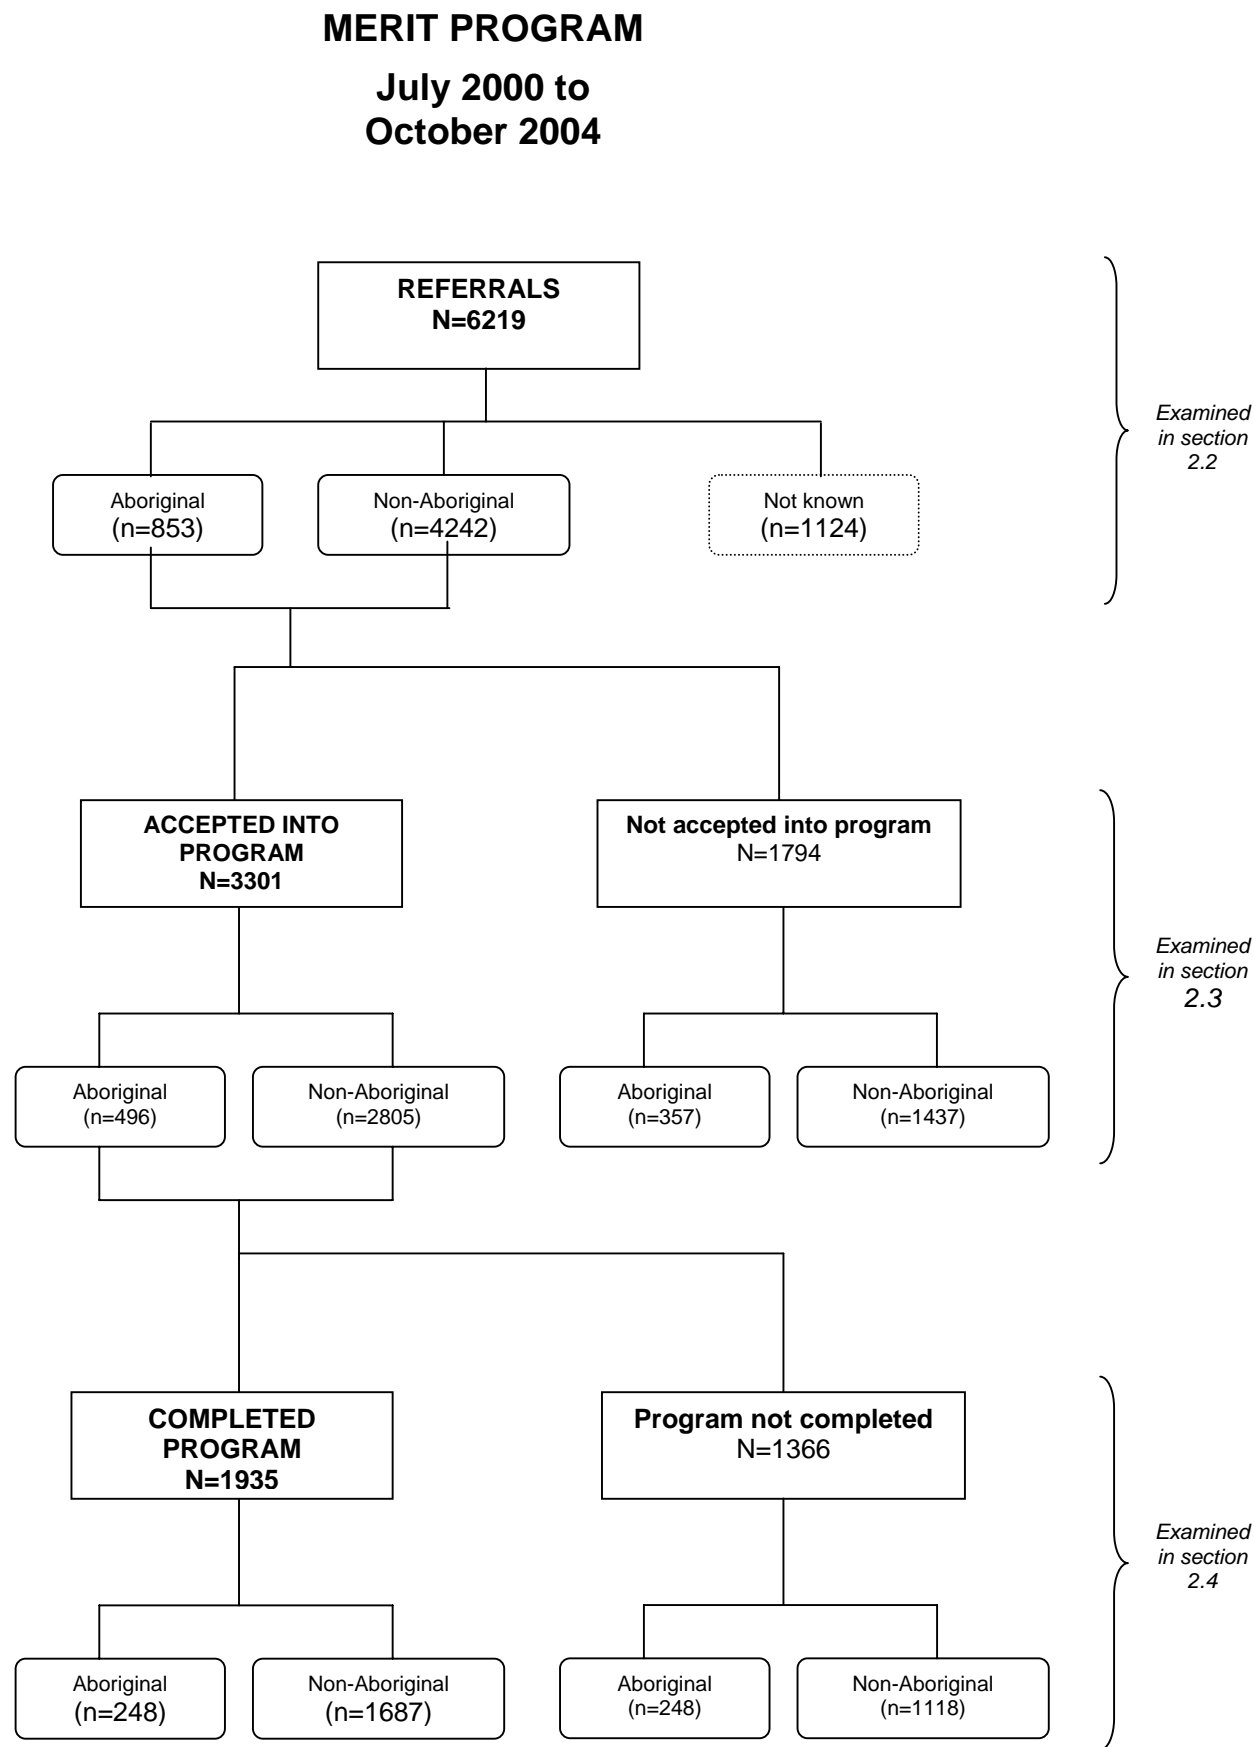 MERIT PROGRAM
July 2000 to
October 2004
REFERRALS
N=6219
Examined
in section
2.2
Aboriginal
(n=853)
Non-Aboriginal
(n=4242)
Not known
(n=1124)
ACCEPTED INTO
PROGRAM
N=3301
Not accepted into program
N=1794
Examined
in section
2.3
Aboriginal
(n=496)
Non-Aboriginal
(n=2805)
Aboriginal
(n=357)
Non-Aboriginal
(n=1437)
COMPLETED
PROGRAM
N=1935
Program not completed
N=1366
Examined
in section
2.4
Aboriginal
(n=248)
Non-Aboriginal
(n=1687)
Aboriginal
(n=248)
Non-Aboriginal
(n=1118)